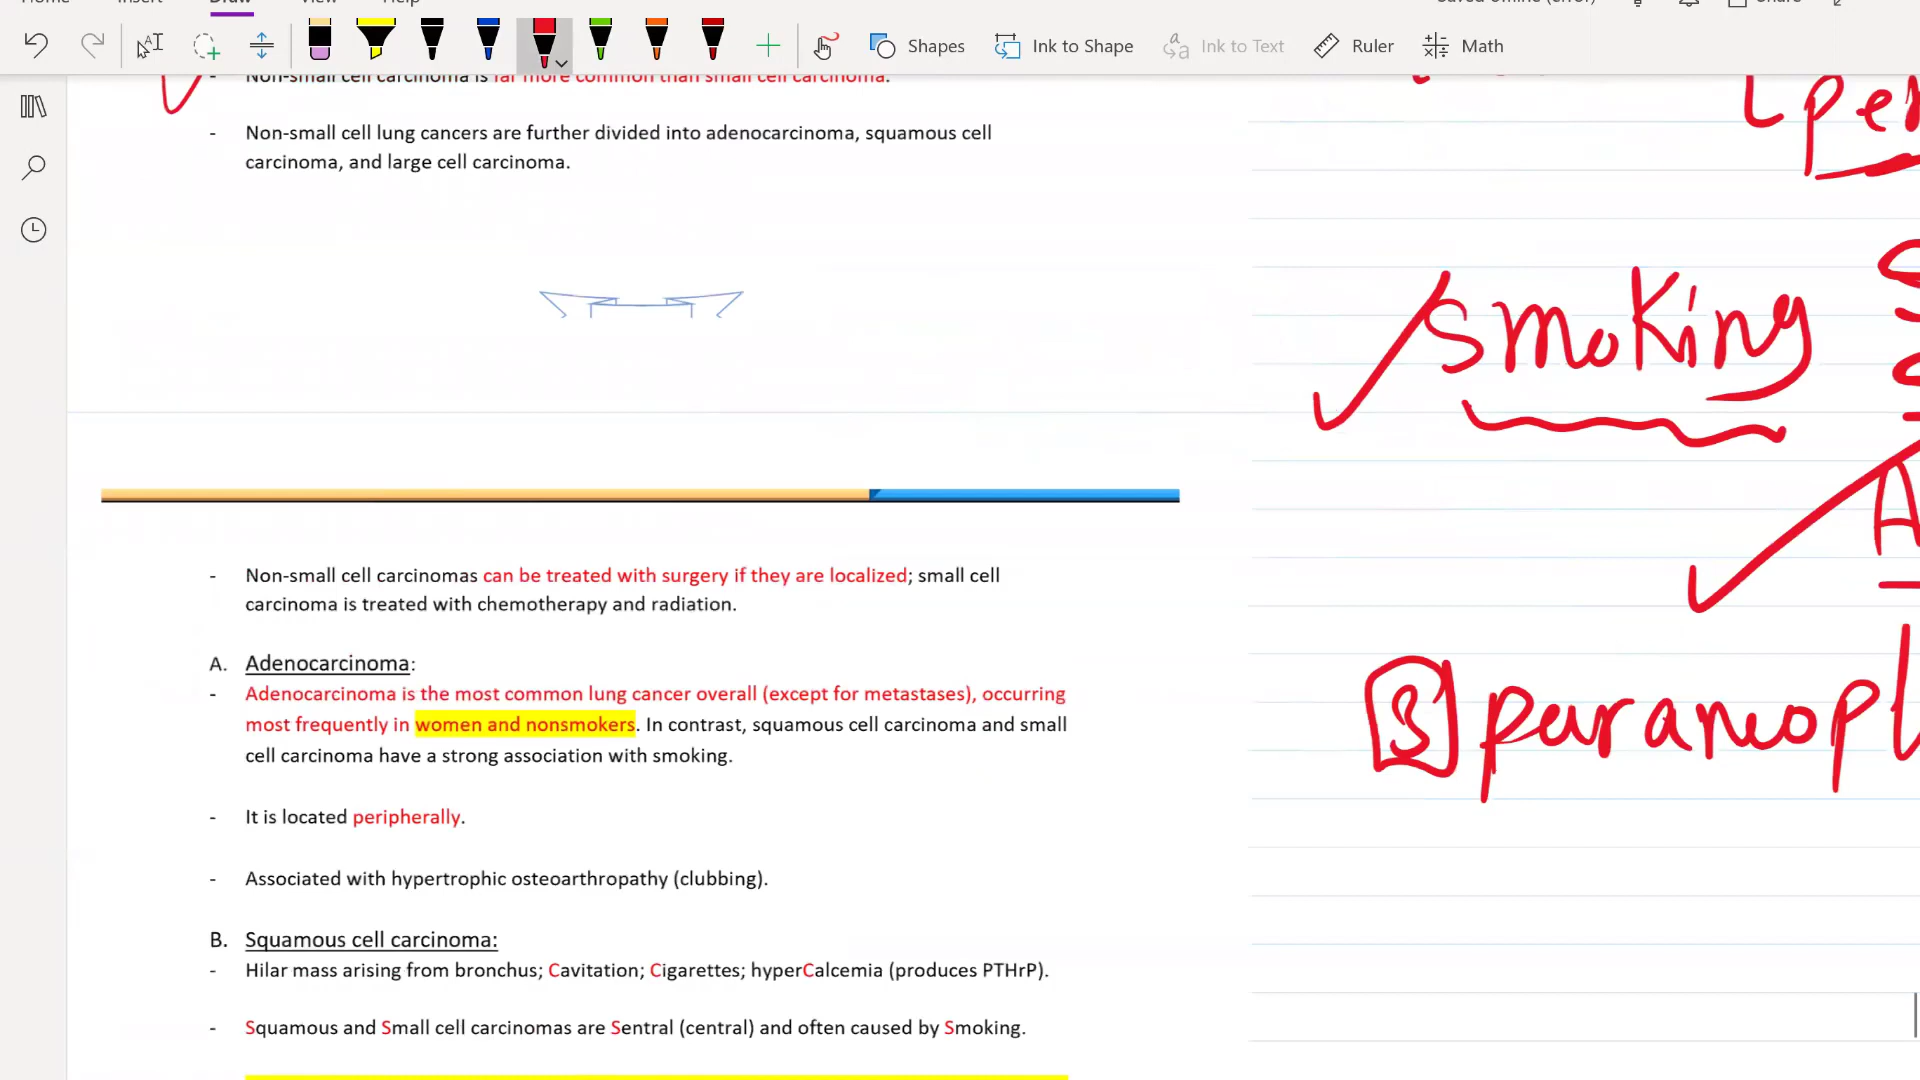 Shapes Ink to Shape Ink to Text Ruler Math
Non-small cell carcinoma is far more common than small cell carcinoma.
- Non-small cell lung cancers are further divided into adenocarcinoma, squamous cell
carcinoma, and large cell carcinoma.
smoking
- Non-small cell carcinomas can be treated with surgery if they are localized; small cell
carcinoma is treated with chemotherapy and radiation.
A. Adenocarcinoma:
- Adenocarcinoma is the most common lung cancer overall (except for metastases), occurring
most frequently in women and nonsmokers. In contrast, squamous cell carcinoma and small
cell carcinoma have a strong association with smoking.
3 paraneopl
- It is located peripherally.
- Associated with hypertrophic osteoarthropathy (clubbing).
B. Squamous cell carcinoma:
- Hilar mass arising from bronchus; Cavitation; Cigarettes; hyperCalcemia (produces PTHrP).
- Squamous and Small cell carcinomas are Sentral (central) and often caused by Smoking.